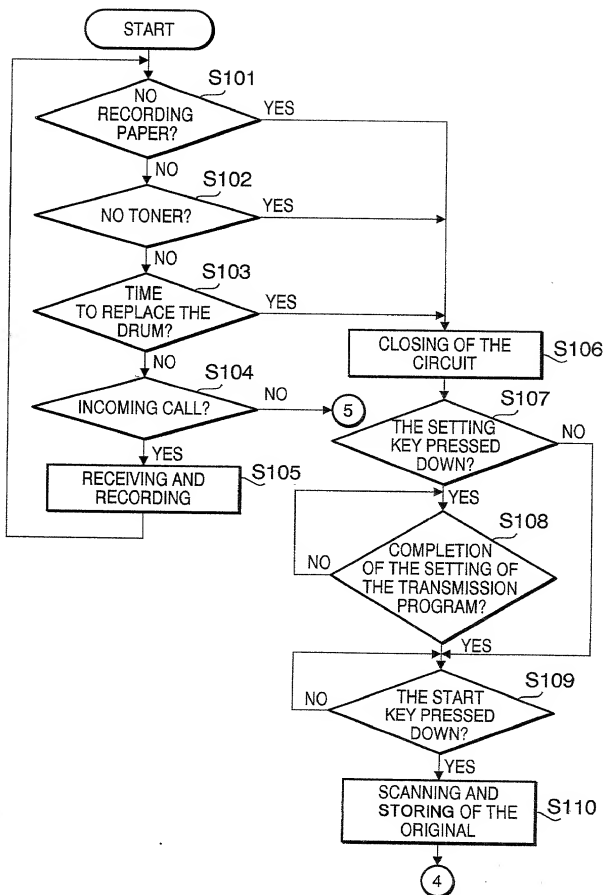 START
S101
NO
RECORDING
PAPER?
YES
NO
S102
NO TONER?
YES
NO
S103
TIME
TO REPLACE THE
DRUM?
YES
NO
S104
INCOMING CALL?
NO
5
YES
S105
RECEIVING AND
RECORDING
S106
CLOSING OF THE
CIRCUIT
S107
THE SETTING
KEY PRESSED
DOWN?
NO
YES
S108
COMPLETION
OF THE SETTING OF
THE TRANSMISSION
PROGRAM?
NO
YES
S109
THE START
KEY PRESSED
DOWN?
NO
YES
SCANNING AND
STORING OF THE
ORIGINAL
S110
4